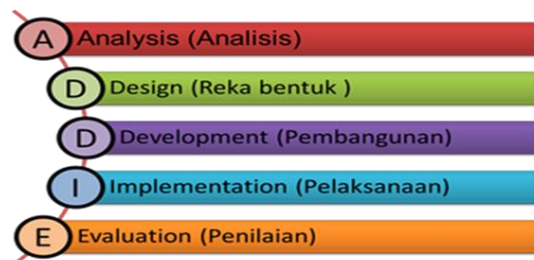 A Analysis (Analisis)
D Design (Reka bentuk )
D Development (Pembangunan)
I Implementation (Pelaksanaan)
E Evaluation (Penilaian)